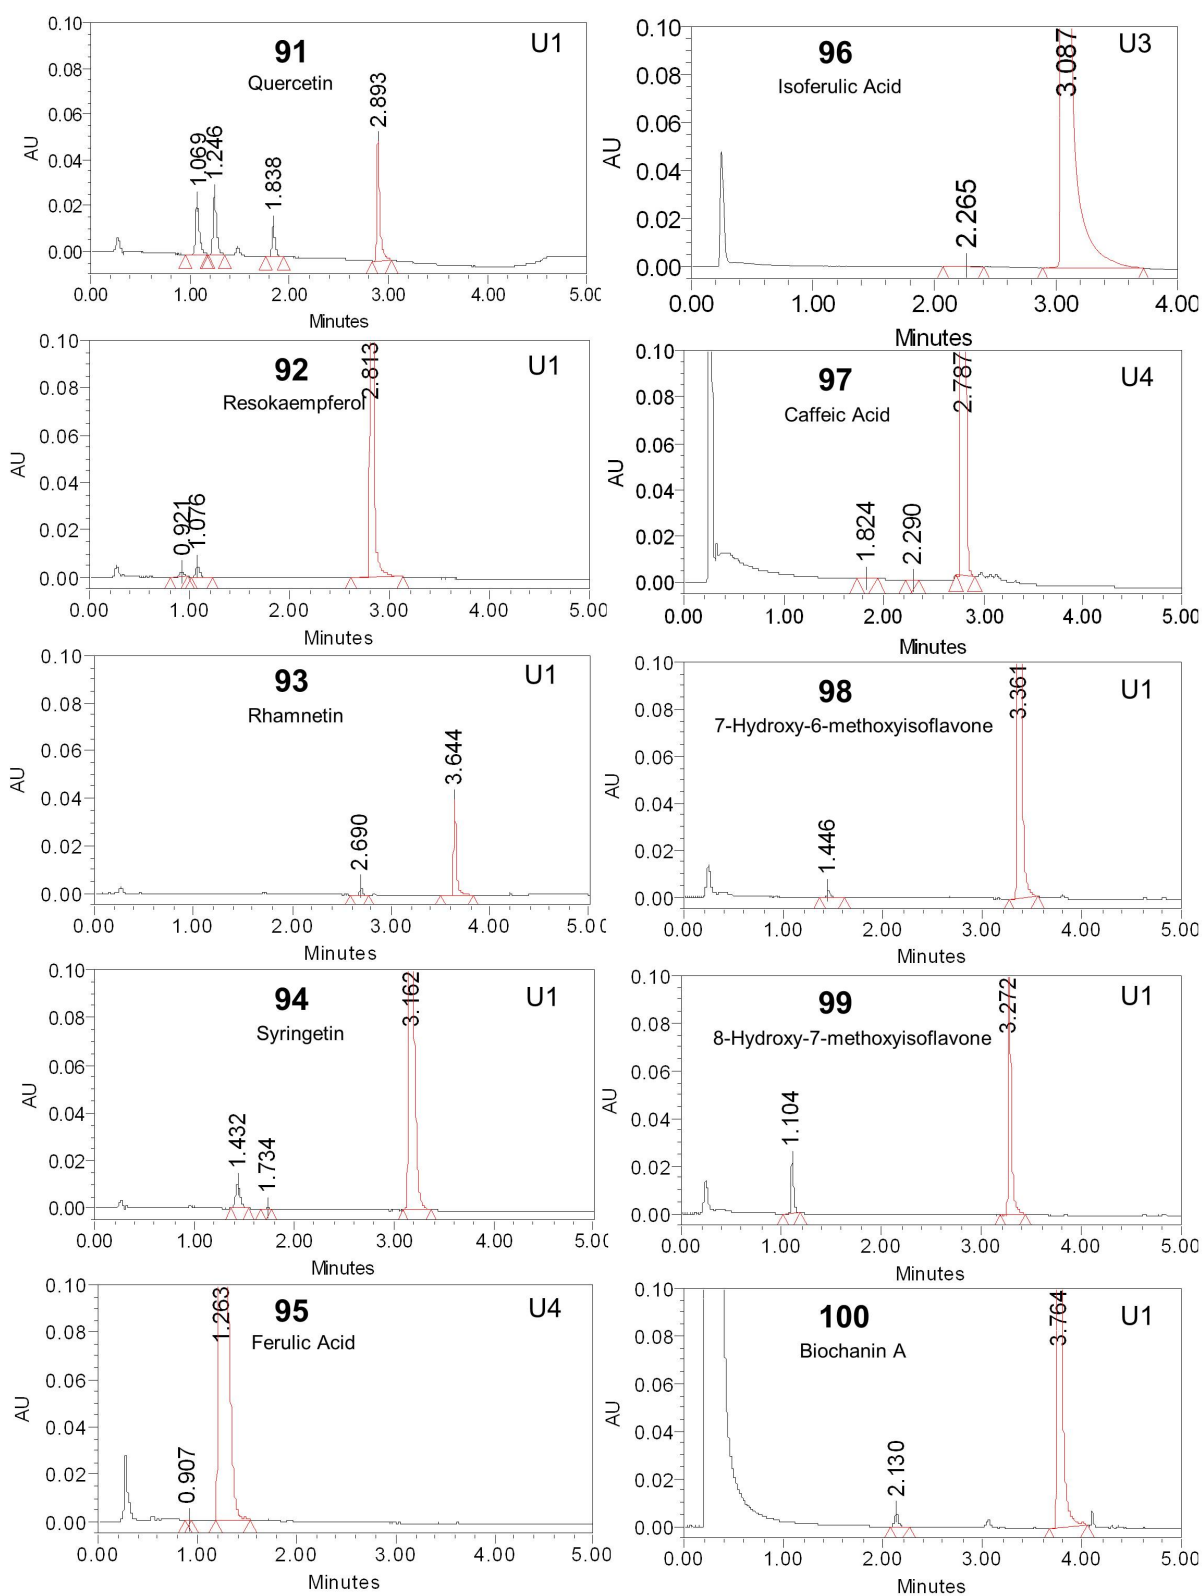 91
Quercetin
U1
AU
0.10
0.08
0.06
0.04
0.02
0.00
1.069
1.246
1.838
2.893
0.00 1.00 2.00 3.00 4.00 5.00
Minutes
92
Resokaempferol
U1
AU
0.10
0.08
0.06
0.04
0.02
0.00
0.921
1.076
2.813
0.00 1.00 2.00 3.00 4.00 5.00
Minutes
93
Rhamnetin
U1
AU
0.10
0.08
0.06
0.04
0.02
0.00
2.690
3.644
0.00 1.00 2.00 3.00 4.00 5.00
Minutes
94
Syringetin
U1
AU
0.10
0.08
0.06
0.04
0.02
0.00
1.432
1.734
3.162
0.00 1.00 2.00 3.00 4.00 5.00
Minutes
95
Ferulic Acid
U4
AU
0.10
0.08
0.06
0.04
0.02
0.00
0.907
1.263
0.00 1.00 2.00 3.00 4.00 5.00
Minutes
96
Isoferulic Acid
U3
AU
0.10
0.08
0.06
0.04
0.02
0.00
2.265
3.087
0.00 1.00 2.00 3.00 4.00
Minutes
97
Caffeic Acid
U4
AU
0.10
0.08
0.06
0.04
0.02
0.00
1.824
2.290
2.787
0.00 1.00 2.00 3.00 4.00 5.00
Minutes
98
7-Hydroxy-6-methoxyisoflavone
U1
AU
0.10
0.08
0.06
0.04
0.02
0.00
1.446
3.361
0.00 1.00 2.00 3.00 4.00 5.00
Minutes
99
8-Hydroxy-7-methoxyisoflavone
U1
AU
0.10
0.08
0.06
0.04
0.02
0.00
1.104
3.272
0.00 1.00 2.00 3.00 4.00 5.00
Minutes
100
Biochanin A
U1
AU
0.10
0.08
0.06
0.04
0.02
0.00
2.130
3.764
0.00 1.00 2.00 3.00 4.00 5.00
Minutes